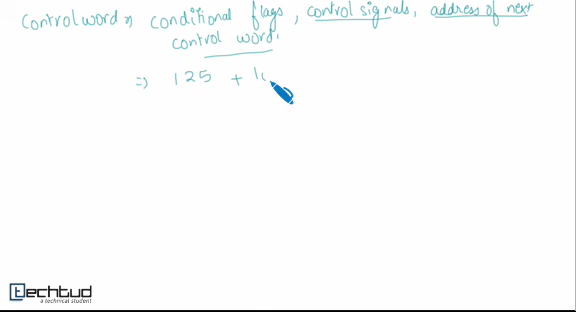 Control word => conditional flags, control signals, address of next
control word.
=> 125 +
techtud
a technical student